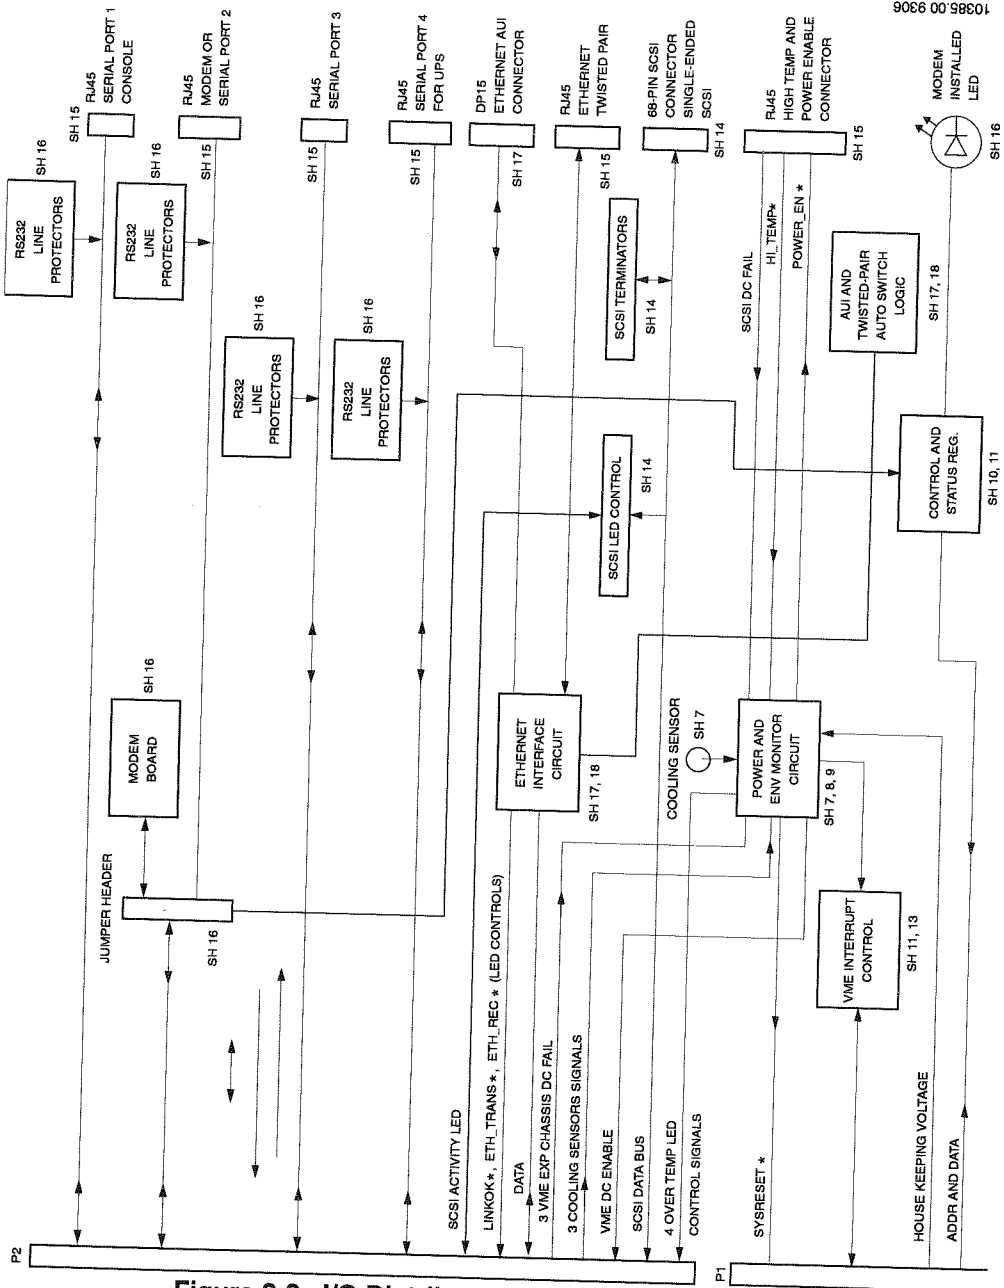 10385.00 9306
RJ45
SERIAL PORT 1
CONSOLE
SH 15
RJ45
MODEM OR
SERIAL PORT 2
SH 15
RJ45
SERIAL PORT 3
SH 15
RJ45
SERIAL PORT 4
FOR UPS
SH 15
DP15
ETHERNET AUI
CONNECTOR
SH 17
RJ45
ETHERNET
TWISTED PAIR
SH 15
68-PIN SCSI
CONNECTOR
SINGLE-ENDED
SCSI
SH 14
RJ45
HIGH TEMP AND
POWER ENABLE
CONNECTOR
SH 15
MODEM
INSTALLED
LED
SH 16
RS232
LINE
PROTECTORS
SH 16
RS232
LINE
PROTECTORS
SH 16
RS232
LINE
PROTECTORS
SH 16
RS232
LINE
PROTECTORS
SH 16
SCSI TERMINATORS
SH 14
SCSI DC FAIL
HI_TEMP*
POWER_EN *
AUI AND
TWISTED-PAIR
AUTO SWITCH
LOGIC
SH 17, 18
SCSI LED CONTROL
SH 14
CONTROL AND
STATUS REG.
SH 10, 11
MODEM
BOARD
SH 16
JUMPER HEADER
SH 16
ETHERNET
INTERFACE
CIRCUIT
SH 17, 18
COOLING SENSOR
SH 7
POWER AND
ENV MONITOR
CIRCUIT
SH 7, 8, 9
VME INTERRUPT
CONTROL
SH 11, 13
SCSI ACTIVITY LED
LINKOK*, ETH_TRANS*, ETH_REC * (LED CONTROLS)
DATA
3 VME EXP CHASSIS DC FAIL
3 COOLING SENSORS SIGNALS
VME DC ENABLE
SCSI DATA BUS
4 OVER TEMP LED
CONTROL SIGNALS
SYSRESET *
HOUSE KEEPING VOLTAGE
ADDR AND DATA
P2
P1